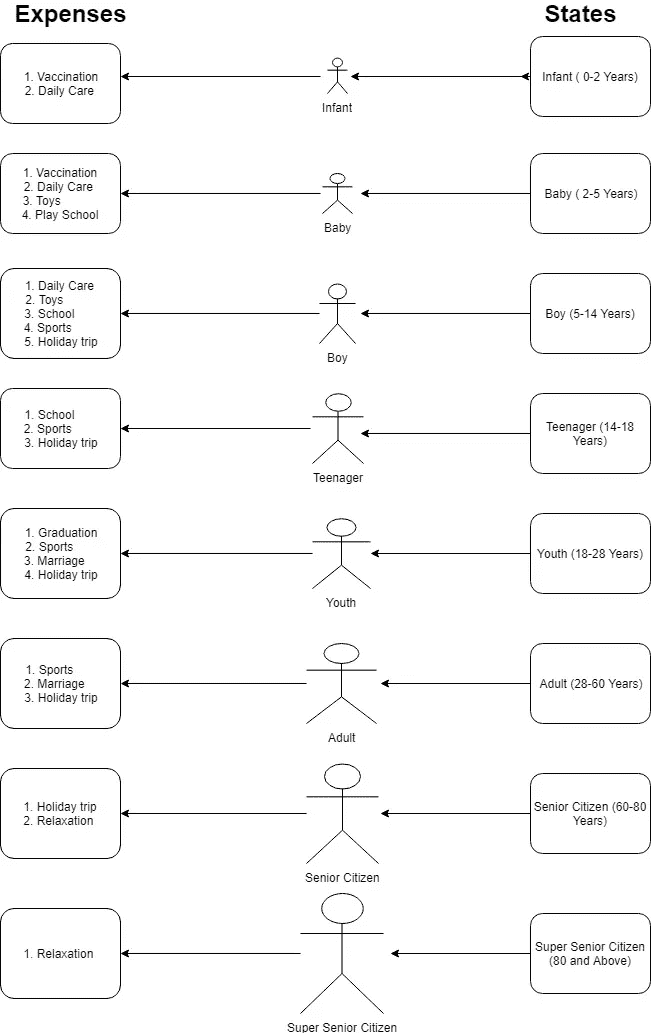 Expenses
States
1. Vaccination
2. Daily Care
Infant
Infant ( 0-2 Years)
1. Vaccination
2. Daily Care
3. Toys
4. Play School
Baby
Baby ( 2-5 Years)
1. Daily Care
2. Toys
3. School
4. Sports
5. Holiday trip
Boy
Boy (5-14 Years)
1. School
2. Sports
3. Holiday trip
Teenager
Teenager (14-18
Years)
1. Graduation
2. Sports
3. Marriage
4. Holiday trip
Youth
Youth (18-28 Years)
1. Sports
2. Marriage
3. Holiday trip
Adult
Adult (28-60 Years)
1. Holiday trip
2. Relaxation
Senior Citizen
Senior Citizen (60-80
Years)
1. Relaxation
Super Senior Citizen
Super Senior Citizen
(80 and Above)